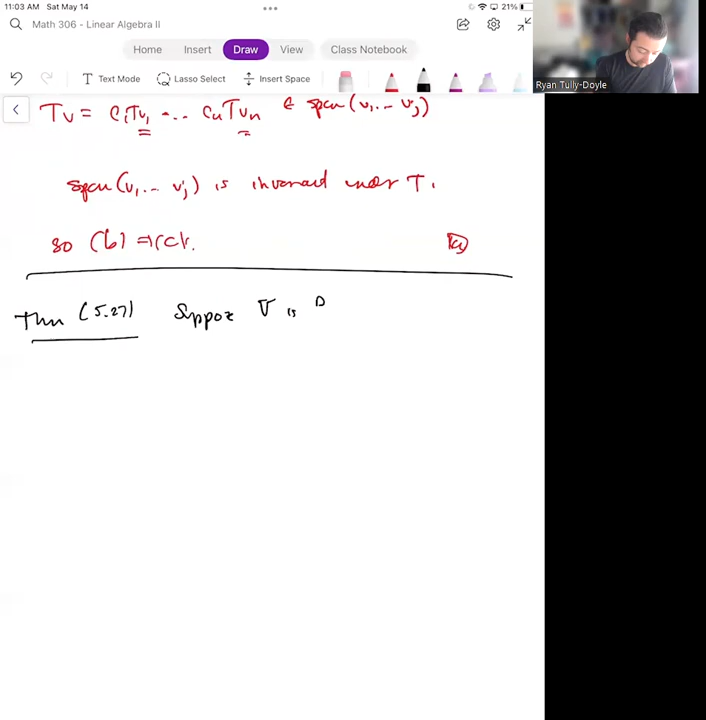 11:03 AM Sat May 14
21%
Math 306 - Linear Algebra II
Home Insert Draw View Class Notebook
Text Mode Lasso Select Insert Space
Ryan Tully-Doyle
Tv = c₁Tv₁ ... cₙTvₙ ∈ span(v₁...vⱼ)
span(v₁...vⱼ) is invariant under T.
so (b) ⇒ (c).
Thm (5.27) Suppose V is